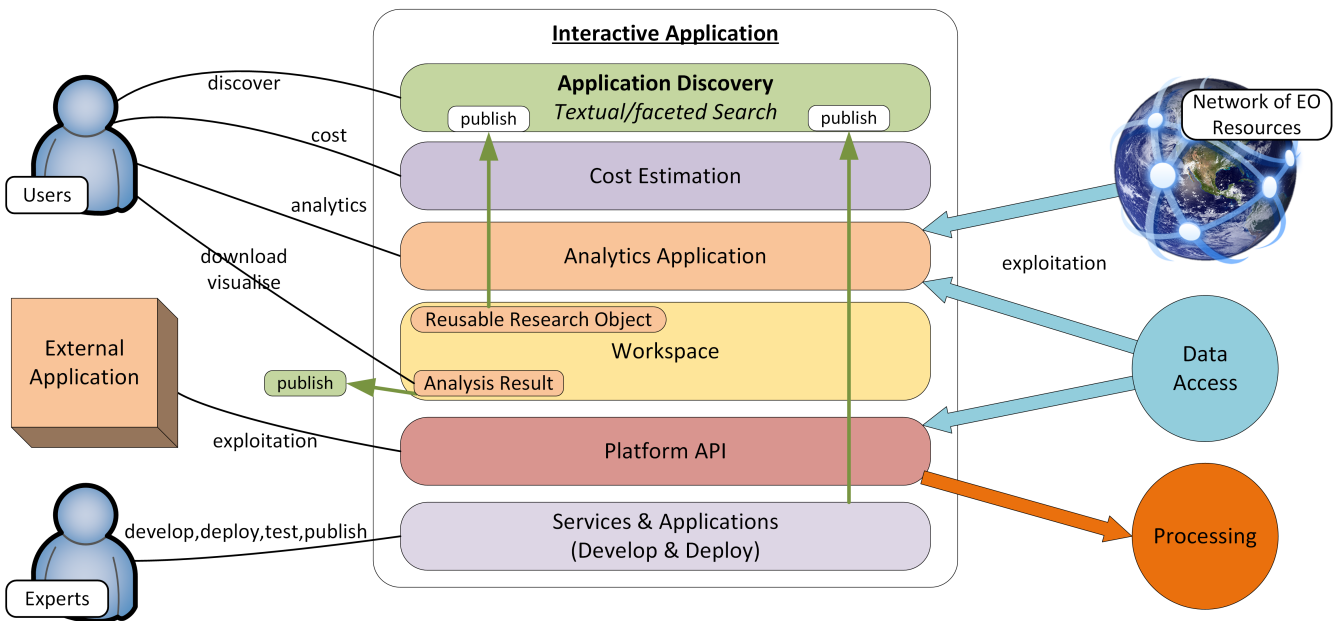 Interactive Application
Application Discovery
Textual/faceted Search
publish
publish
discover
cost
Users
analytics
download
visualise
Cost Estimation
Analytics Application
Network of EO
Resources
exploitation
Reusable Research Object
Workspace
Analysis Result
publish
External
Application
exploitation
Data
Access
Platform API
Services & Applications
(Develop & Deploy)
develop,deploy,test,publish
Experts
Processing